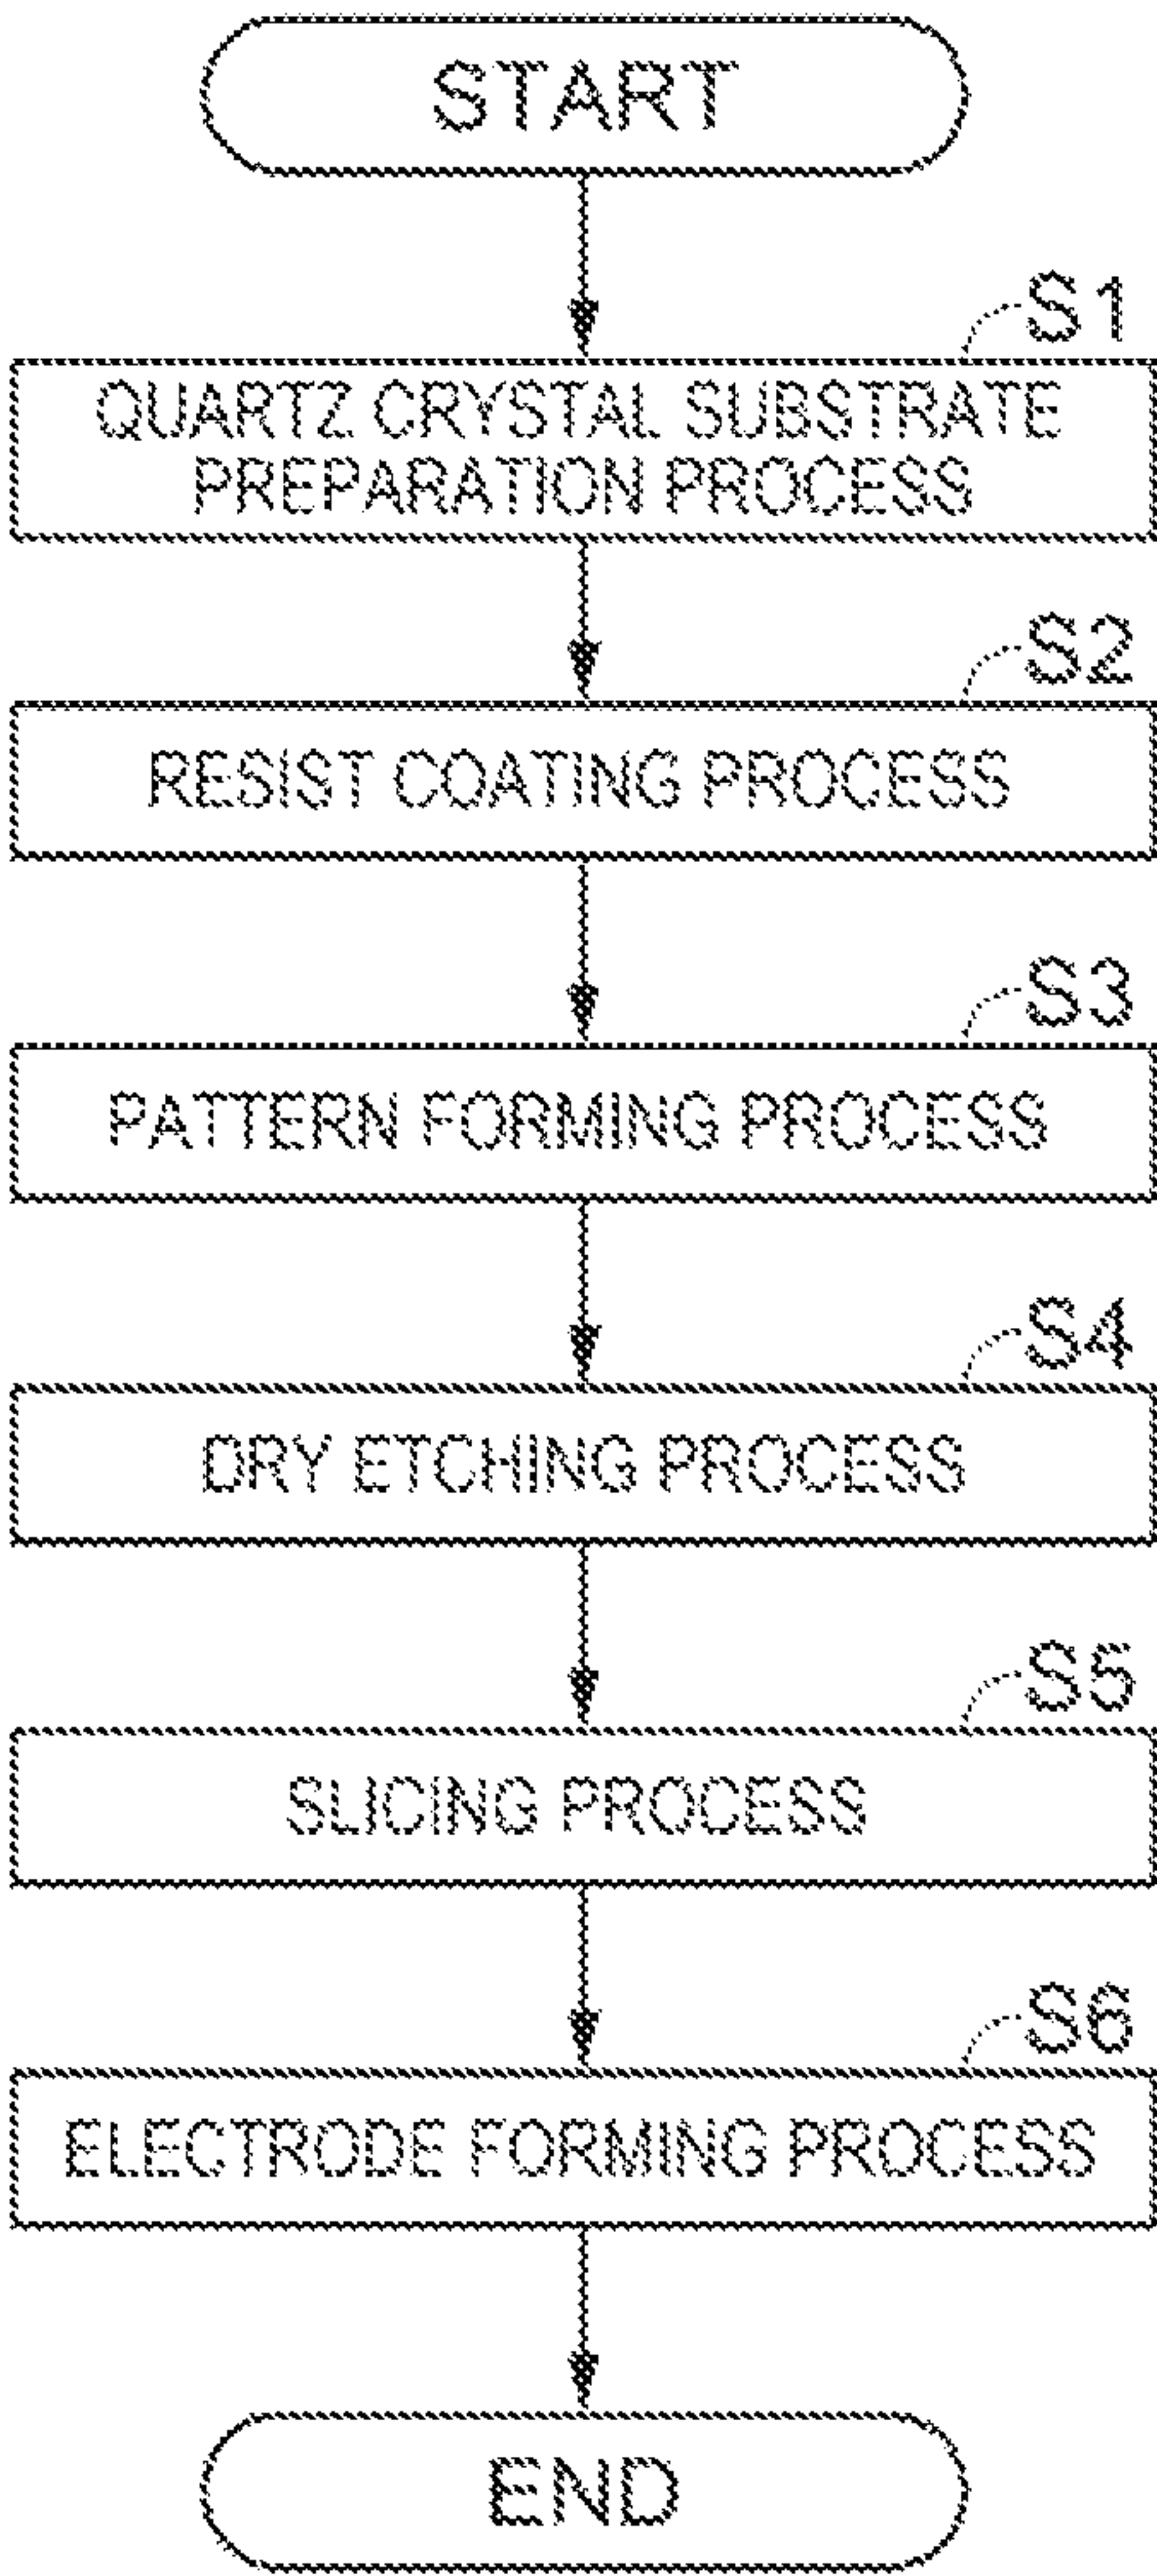 START
S1
QUARTZ CRYSTAL SUBSTRATE
PREPARATION PROCESS
S2
RESIST COATING PROCESS
S3
PATTERN FORMING PROCESS
S4
DRY ETCHING PROCESS
S5
SLICING PROCESS
S6
ELECTRODE FORMING PROCESS
END